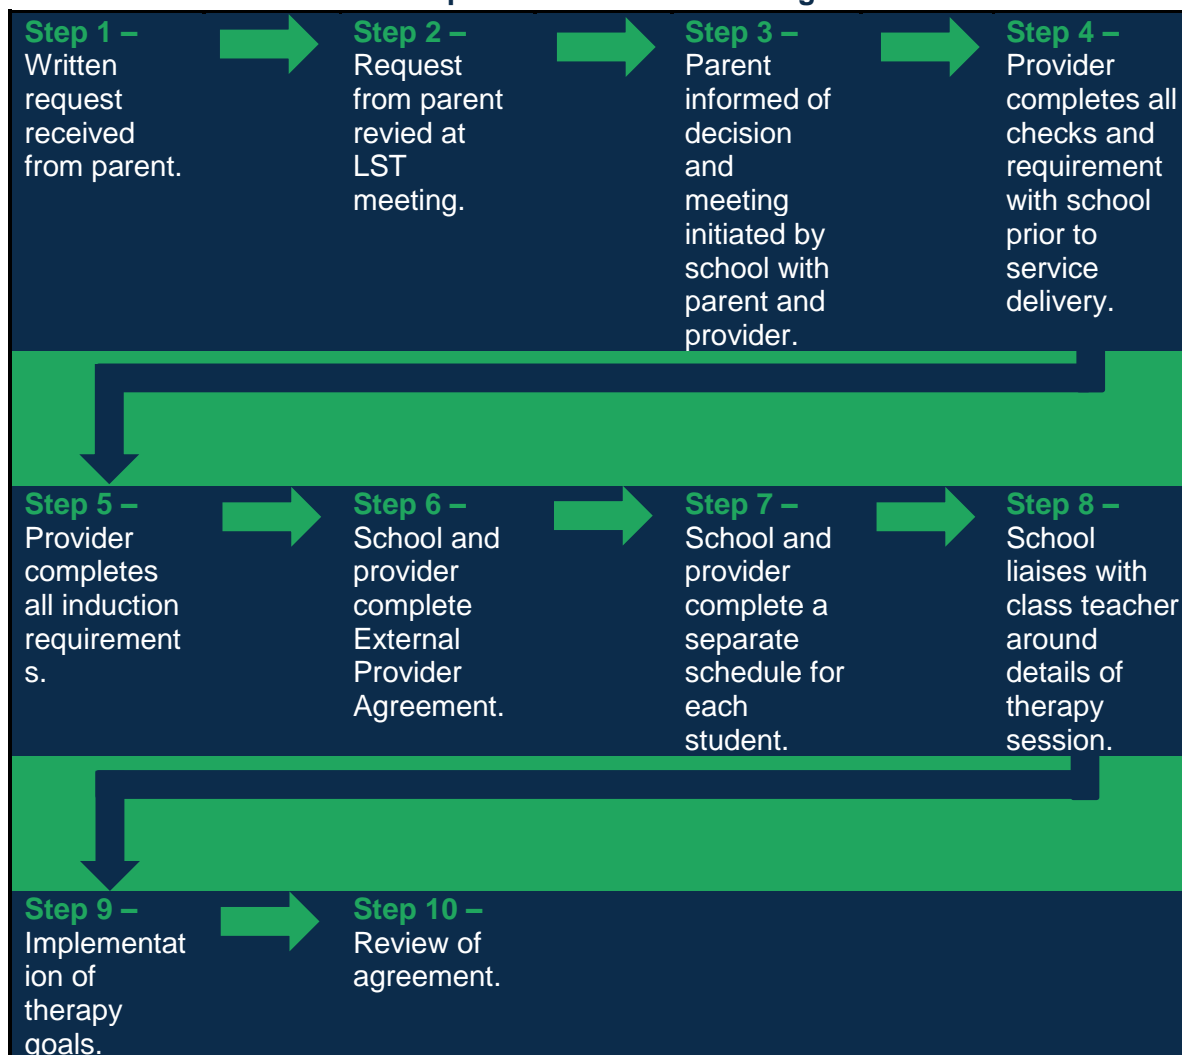 Step 1 –
Written
request
received
from parent.
Step 2 –
Request
from parent
revied at
LST
meeting.
Step 3 –
Parent
informed of
decision
and
meeting
initiated by
school with
parent and
provider.
Step 4 –
Provider
completes all
checks and
requirement
with school
prior to
service
delivery.
Step 5 –
Provider
completes
all induction
requirement
s.
Step 6 –
School and
provider
complete
External
Provider
Agreement.
Step 7 –
School and
provider
complete a
separate
schedule for
each
student.
Step 8 –
School
liaises with
class teacher
around
details of
therapy
session.
Step 9 –
Implementat
ion of
therapy
goals.
Step 10 –
Review of
agreement.